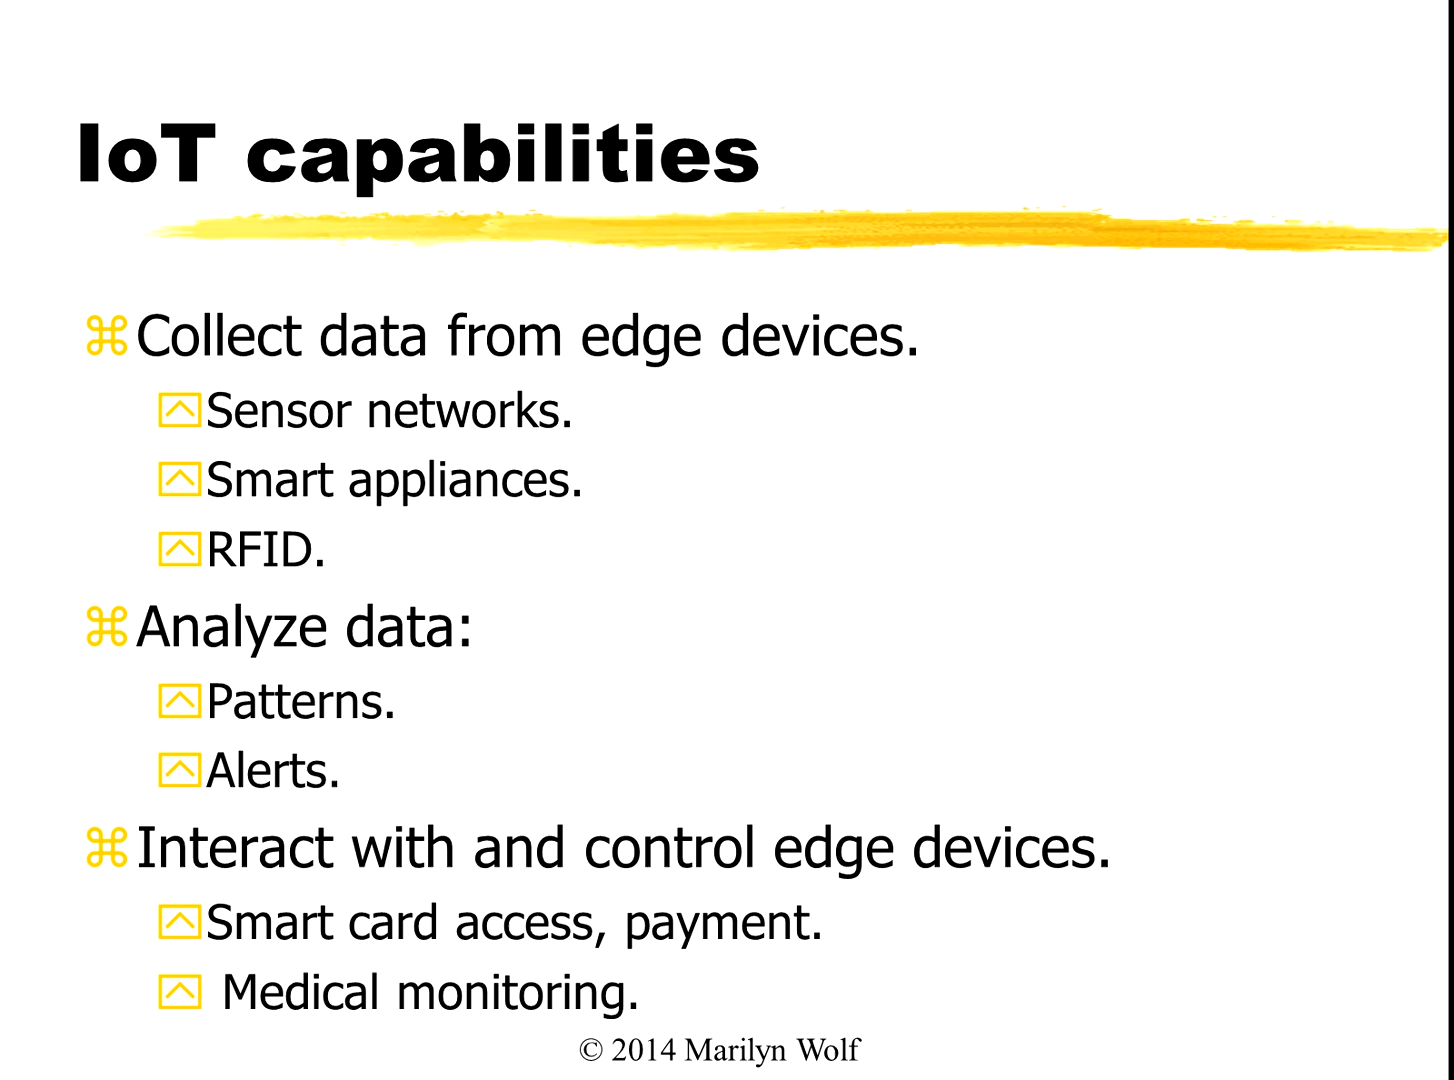 IoT capabilities
⌘Collect data from edge devices.
Sensor networks.
Smart appliances.
RFID.
⌘Analyze data:
Patterns.
Alerts.
⌘Interact with and control edge devices.
Smart card access, payment.
Medical monitoring.
© 2014 Marilyn Wolf